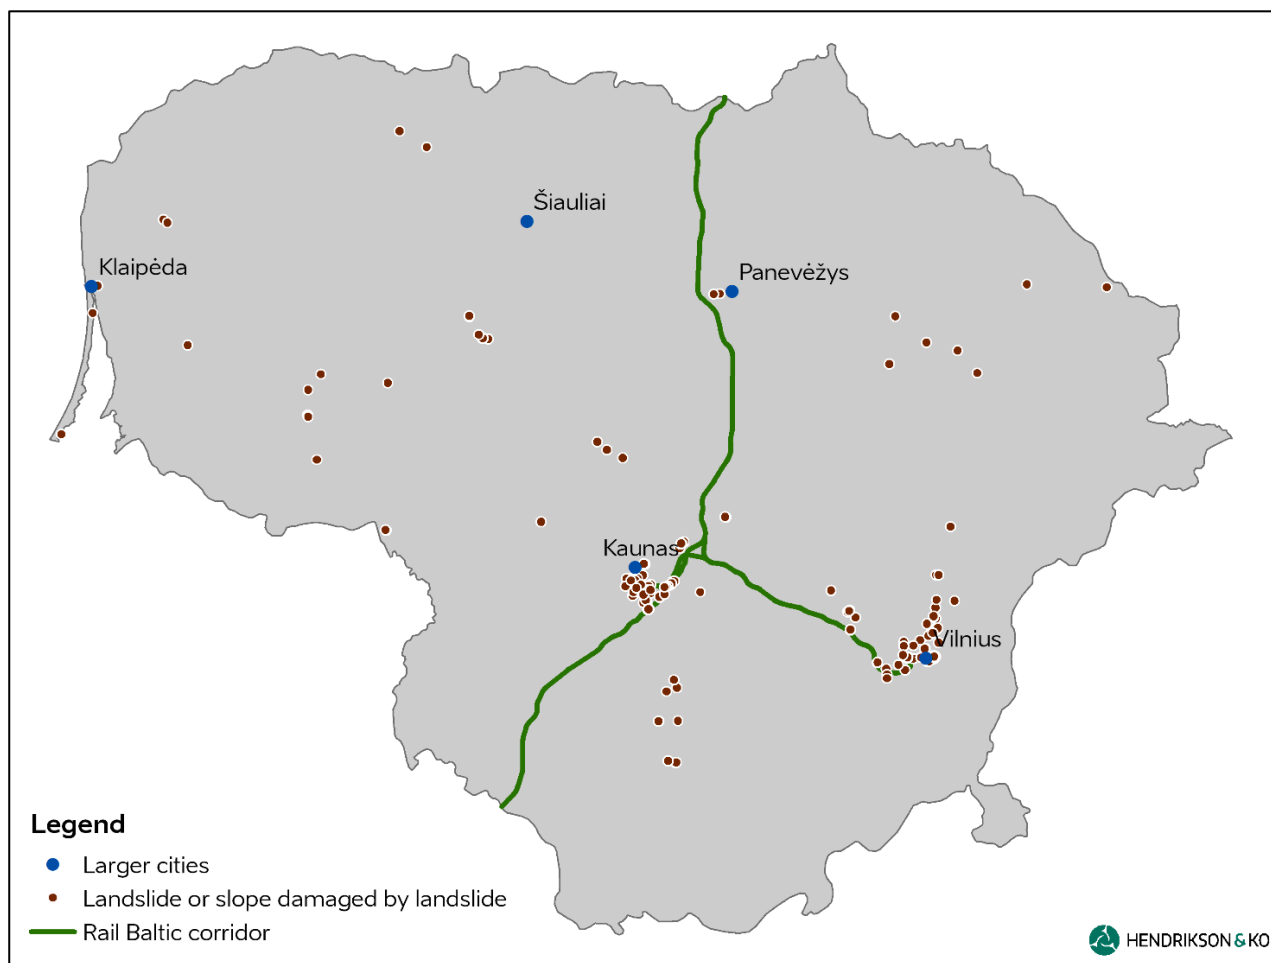 Šiauliai
Klaipėda
Panevėžys
Kaunas
Vilnius
Legend
Larger cities
Landslide or slope damaged by landslide
Rail Baltic corridor
HENDRIKSON & KO